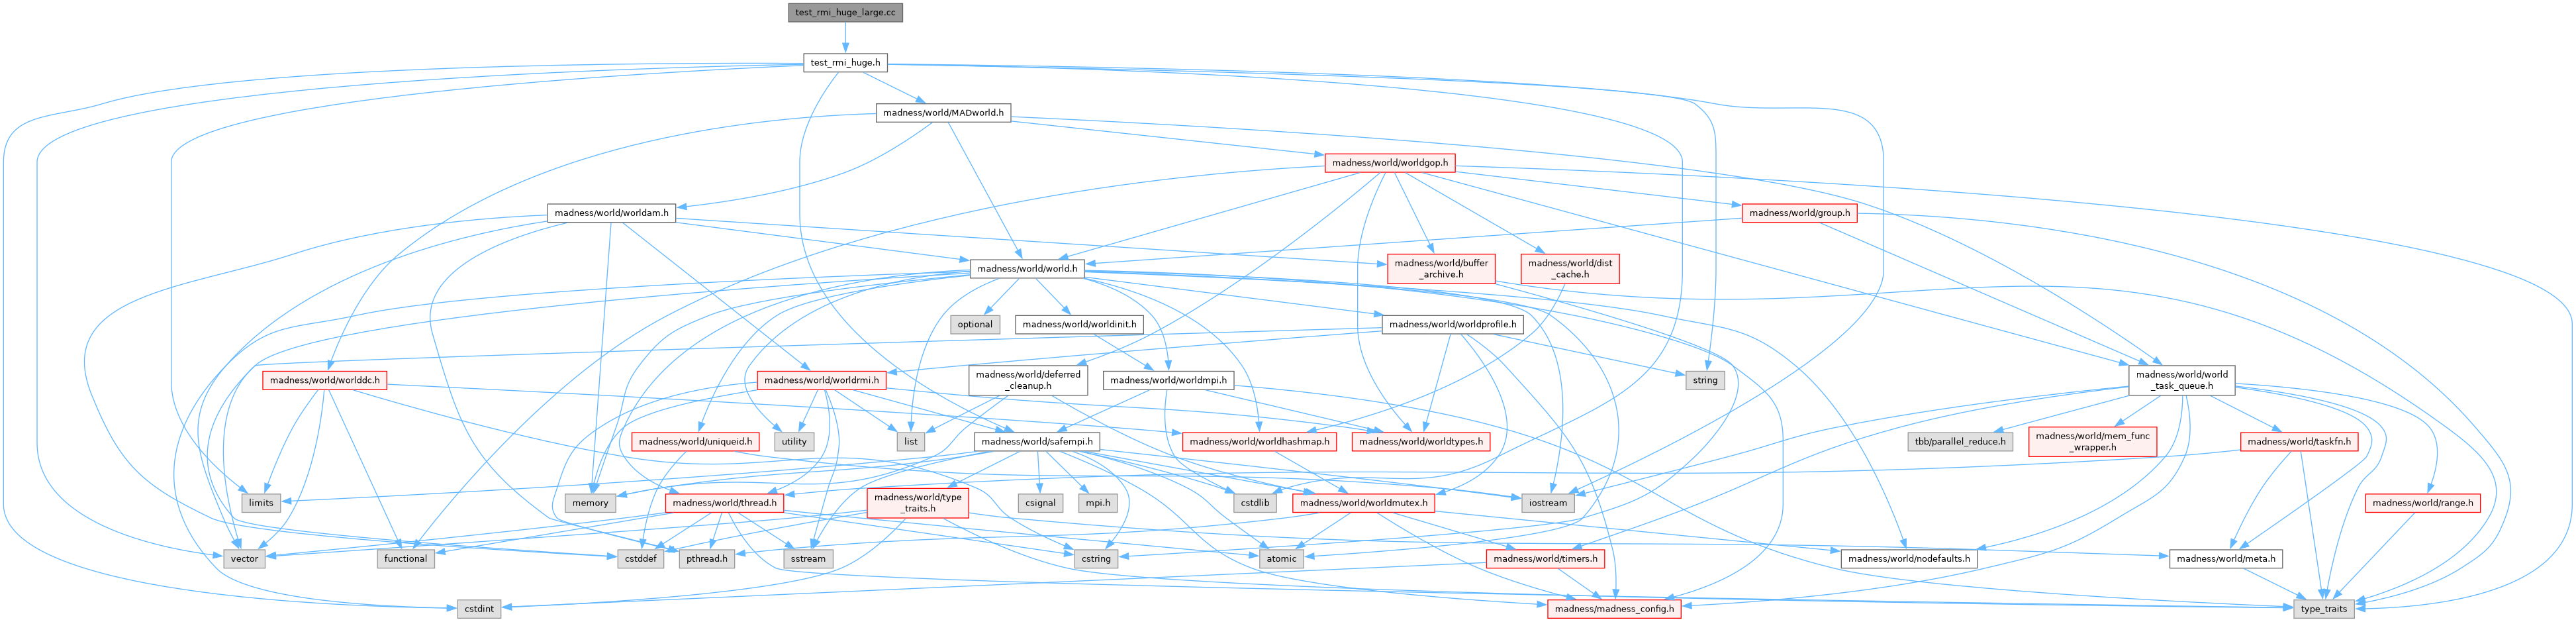 test_rmi_huge_large.cc
test_rmi_huge.h
madness/world/MADworld.h
madness/world/worldgop.h
madness/world/worldam.h
madness/world/group.h
madness/world/world.h
madness/world/buffer
_archive.h
madness/world/dist
_cache.h
optional
madness/world/worldinit.h
madness/world/worldprofile.h
madness/world/worlddc.h
madness/world/worldrmi.h
madness/world/deferred
_cleanup.h
madness/world/worldmpi.h
string
madness/world/world
_task_queue.h
madness/world/uniqueid.h
utility
list
madness/world/safempi.h
madness/world/worldhashmap.h
madness/world/worldtypes.h
tbb/parallel_reduce.h
madness/world/mem_func
_wrapper.h
madness/world/taskfn.h
limits
memory
madness/world/thread.h
madness/world/type
_traits.h
csignal
mpi.h
cstdlib
madness/world/worldmutex.h
iostream
madness/world/range.h
vector
functional
cstddef
pthread.h
sstream
cstring
atomic
madness/world/timers.h
madness/world/nodefaults.h
madness/world/meta.h
cstdint
madness/madness_config.h
type_traits